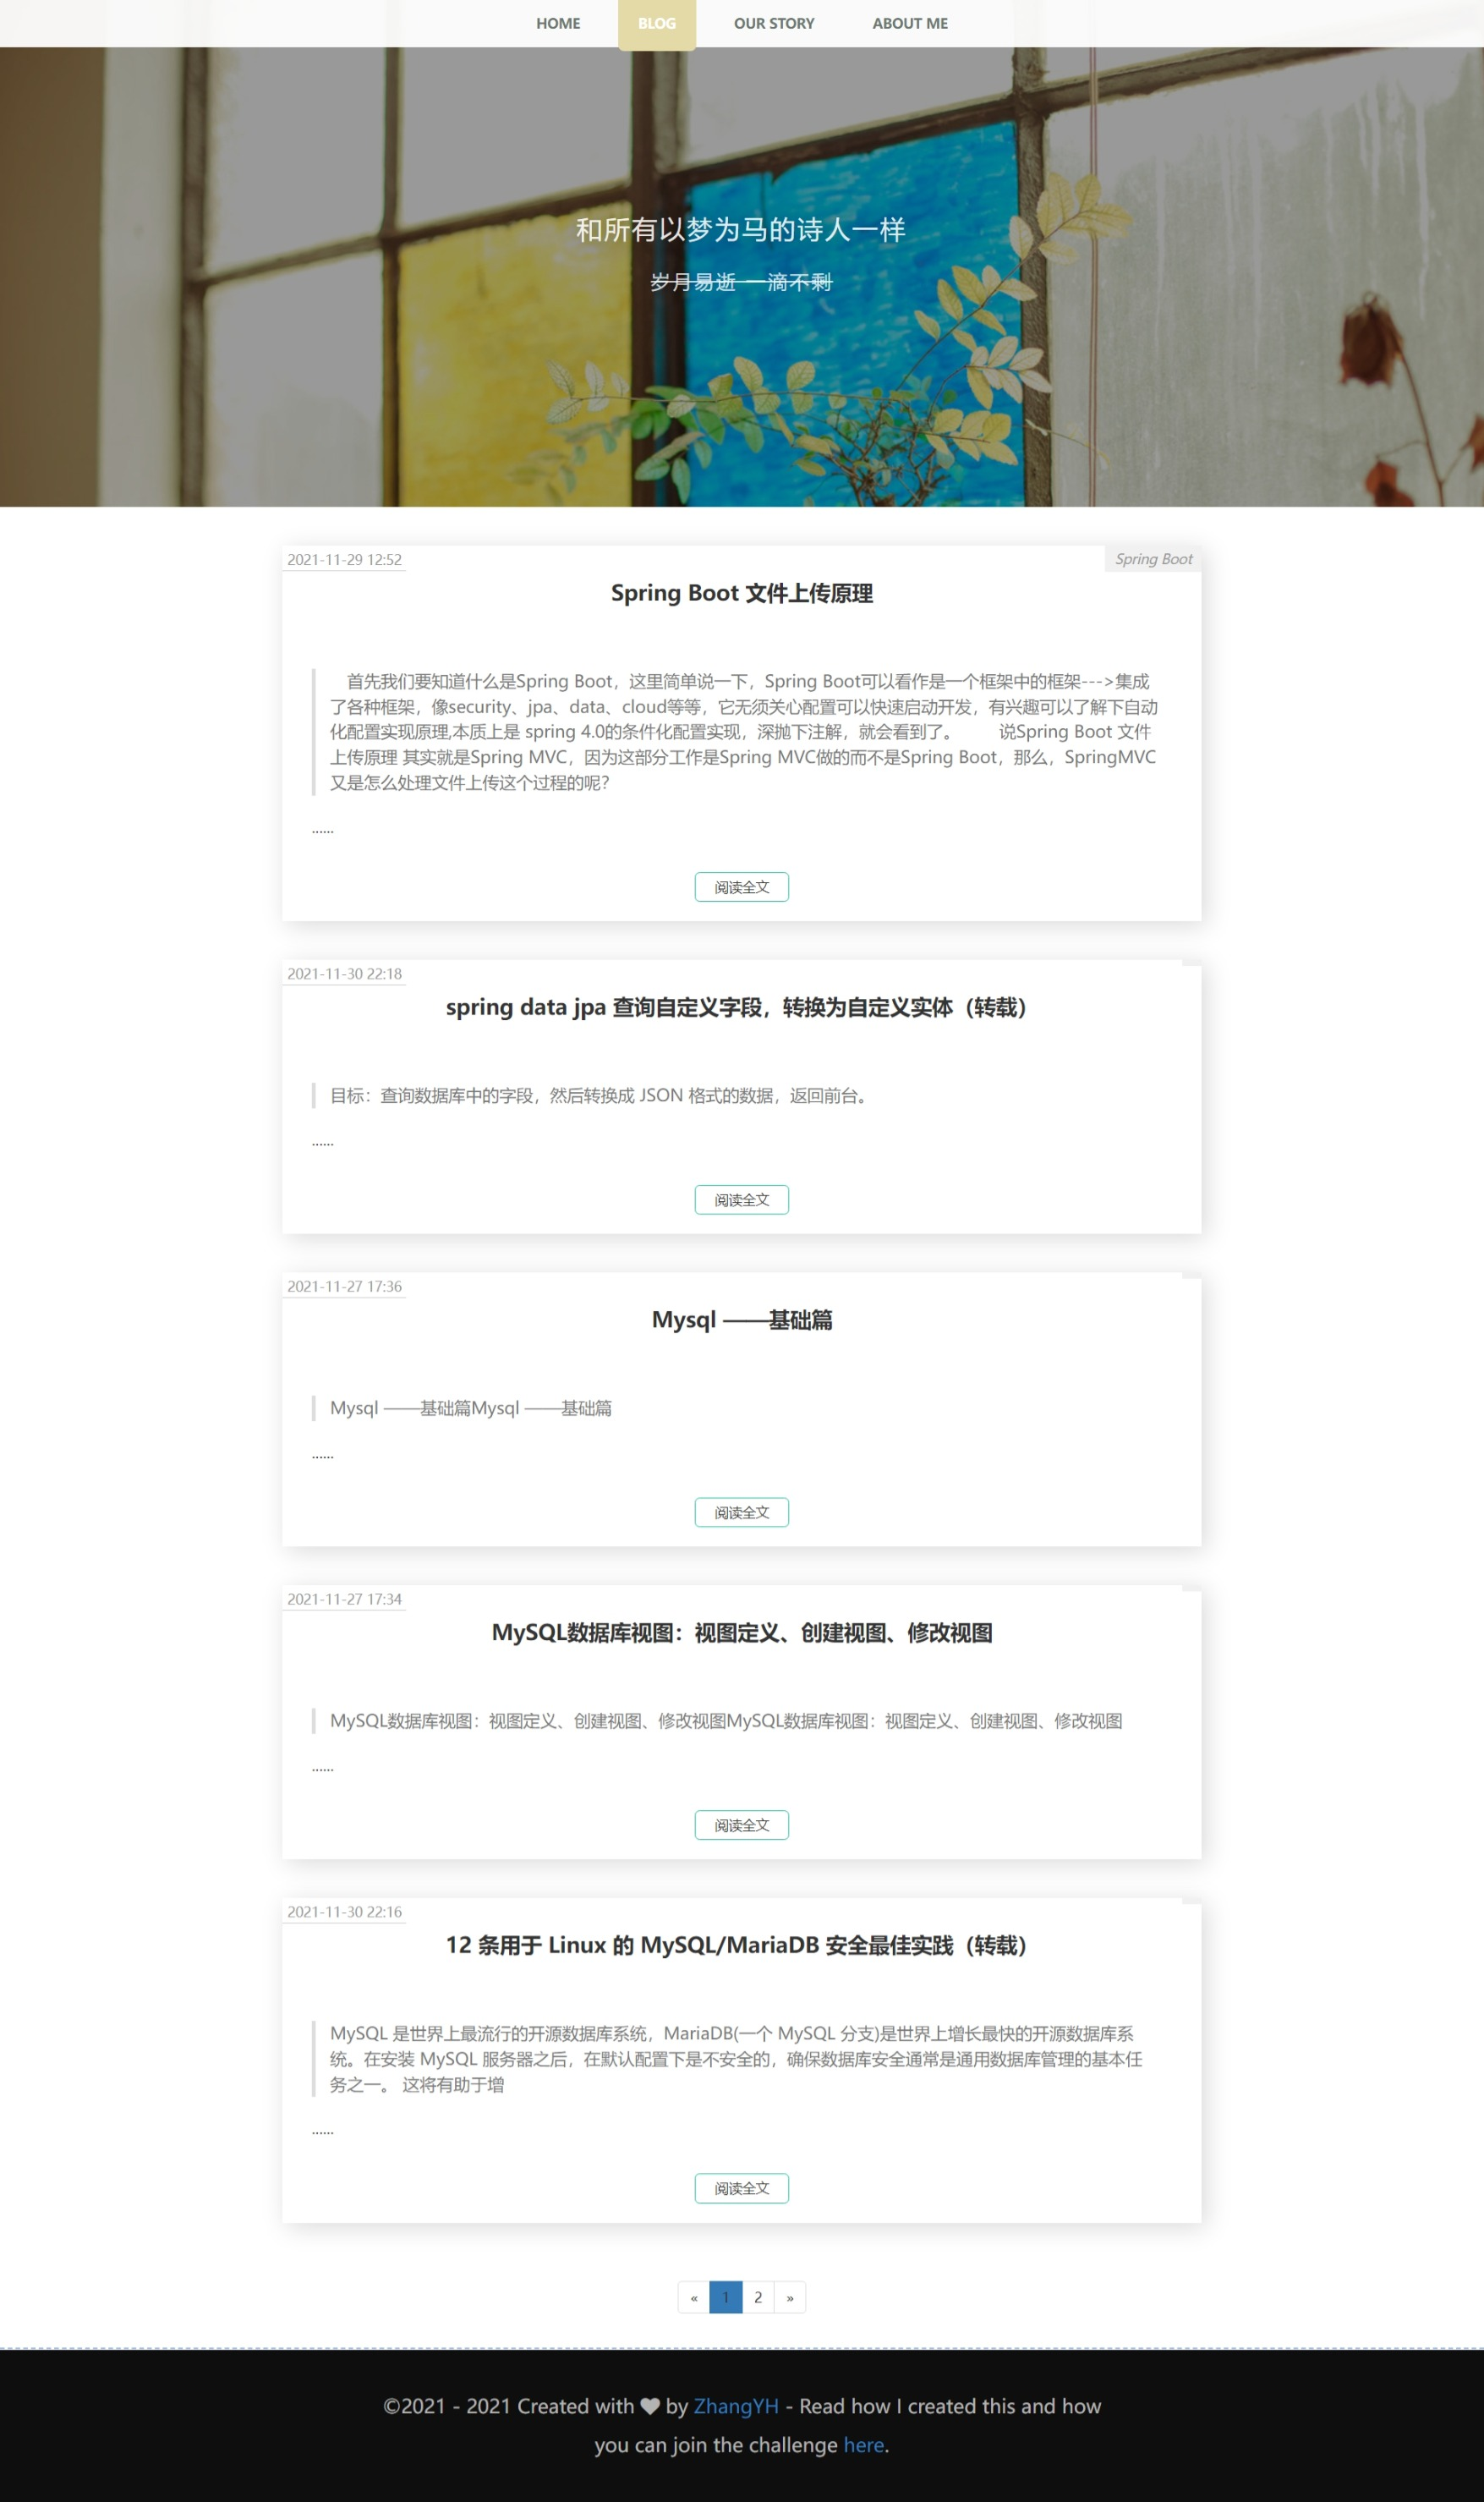 HOME BLOG OUR STORY ABOUT ME
和所有以梦为马的诗人一样
岁月易逝 一滴不剩
2021-11-29 12:52
Spring Boot
Spring Boot 文件上传原理
首先我们要知道什么是Spring Boot，这里简单说一下，Spring Boot可以看作是一个框架中的框架--->集成
了各种框架，像security、jpa、data、cloud等等，它无须关心配置可以快速启动开发，有兴趣可以了解下自动
化配置实现原理,本质上是 spring 4.0的条件化配置实现，深抛下注解，就会看到了。 说Spring Boot 文件
上传原理 其实就是Spring MVC，因为这部分工作是Spring MVC做的而不是Spring Boot，那么，SpringMVC
又是怎么处理文件上传这个过程的呢？
......
阅读全文
2021-11-30 22:18
spring data jpa 查询自定义字段，转换为自定义实体（转载）
目标：查询数据库中的字段，然后转换成 JSON 格式的数据，返回前台。
......
阅读全文
2021-11-27 17:36
Mysql ——基础篇
Mysql ——基础篇Mysql ——基础篇
......
阅读全文
2021-11-27 17:34
MySQL数据库视图：视图定义、创建视图、修改视图
MySQL数据库视图：视图定义、创建视图、修改视图MySQL数据库视图：视图定义、创建视图、修改视图
......
阅读全文
2021-11-30 22:16
12 条用于 Linux 的 MySQL/MariaDB 安全最佳实践（转载）
MySQL 是世界上最流行的开源数据库系统，MariaDB(一个 MySQL 分支)是世界上增长最快的开源数据库系
统。在安装 MySQL 服务器之后，在默认配置下是不安全的，确保数据库安全通常是通用数据库管理的基本任
务之一。 这将有助于增
......
阅读全文
« 1 2 »
©2021 - 2021 Created with ♥ by ZhangYH - Read how I created this and how
you can join the challenge here.